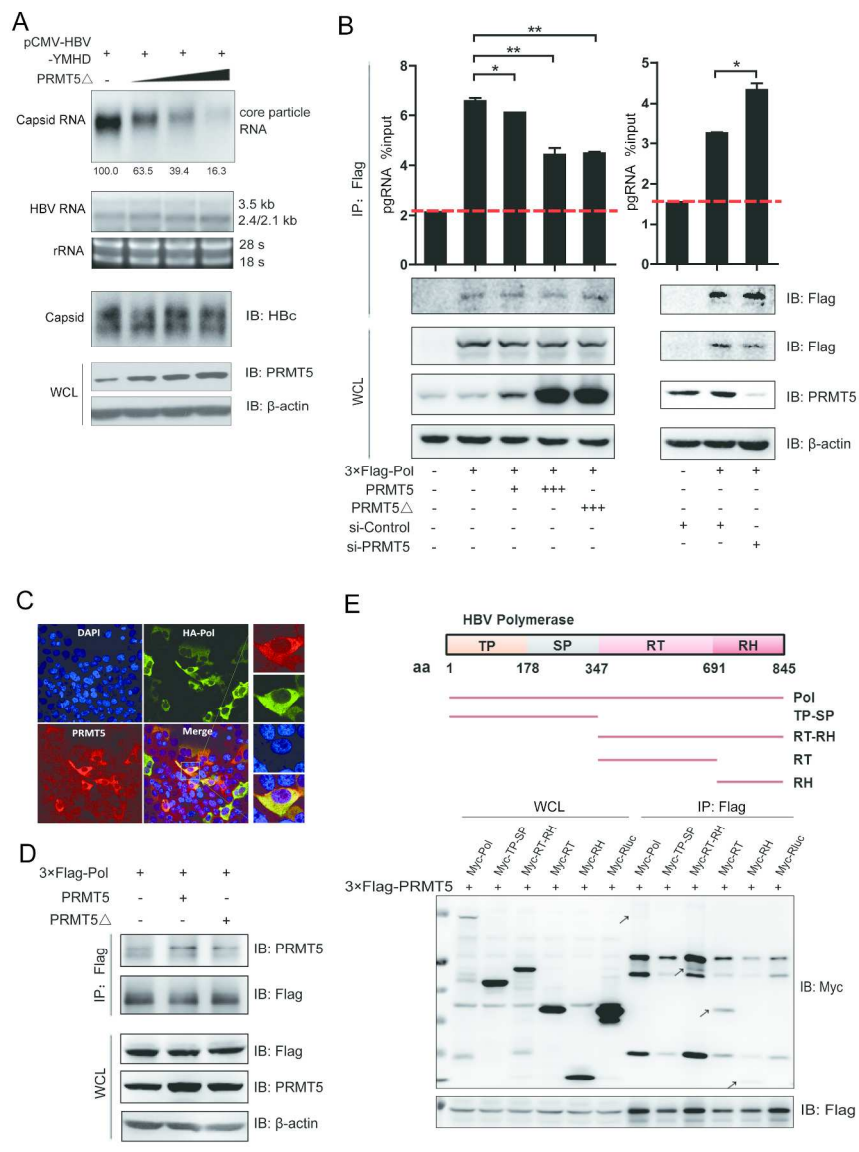 A
pCMV-HBV
-YMHD
+ + + +
PRMT5△ -
Capsid RNA
core particle
RNA
100.0 63.5 39.4 16.3
HBV RNA
3.5 kb
2.4/2.1 kb
rRNA
28 s
18 s
Capsid
IB: HBc
WCL
IB: PRMT5
IB: β-actin
B
IP: Flag
pgRNA %input
8
6
4
2
0
*
**
**
pgRNA %input
5
4
3
2
1
0
*
IB: Flag
WCL
IB: Flag
IB: PRMT5
IB: β-actin
3×Flag-Pol - + + + + - + +
PRMT5 - - + +++ - - - -
PRMT5△ - - - - +++ - - -
si-Control - - - - - + + -
si-PRMT5 - - - - - - - +
C
DAPI
HA-Pol
PRMT5
Merge
D
3×Flag-Pol + + +
PRMT5 - + -
PRMT5△ - - +
IP: Flag
IB: PRMT5
IB: Flag
WCL
IB: Flag
IB: PRMT5
IB: β-actin
E
HBV Polymerase
TP SP RT RH
aa 1 178 347 691 845
Pol
TP-SP
RT-RH
RT
RH
WCL IP: Flag
Myc-Pol Myc-TP-SP Myc-RT-RH Myc-RT Myc-RH Myc-Rluc Myc-Pol Myc-TP-SP Myc-RT-RH Myc-RT Myc-RH Myc-Rluc
3×Flag-PRMT5 + + + + + + + + + + + +
IB: Myc
IB: Flag